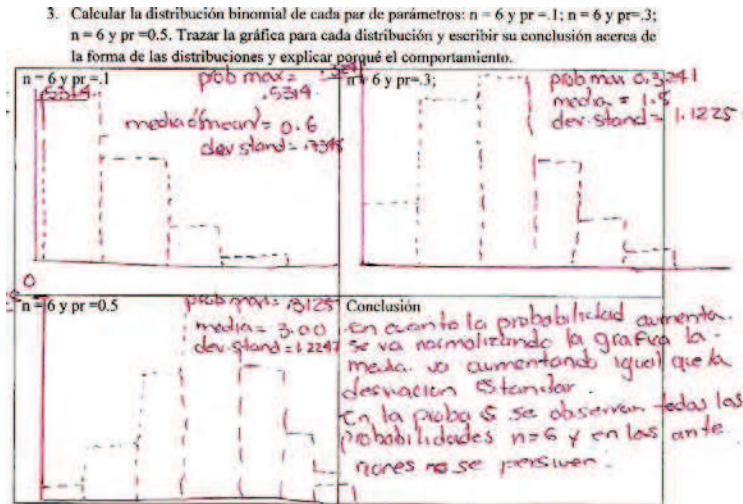 3. Calcular la distribución binomial de cada par de parámetros: n = 6 y pr =.1; n = 6 y pr=.3;
n = 6 y pr =0.5. Trazar la gráfica para cada distribución y escribir su conclusión acerca de
la forma de las distribuciones y explicar porqué el comportamiento.
n = 6 y pr =.1
prob max =
.5314.
.5314.
media o (mean) = 0.6
dev stand =
n= 6 y pr=.3;
prob max 0.3241
media = 1.5
dev. stand = 1.1225
0
n = 6 y pr =0.5
prob max = .3125
media = 3.00
dev. stand = 1.2247
Conclusión
En cuanto la probabilidad aumenta.
se va normalizando la grafica la
media. va aumentando igual que la
desviacion Estandar.
En la proba 5 se observan todas las
probabilidades n=6 y en las ante
riores no se persiven.